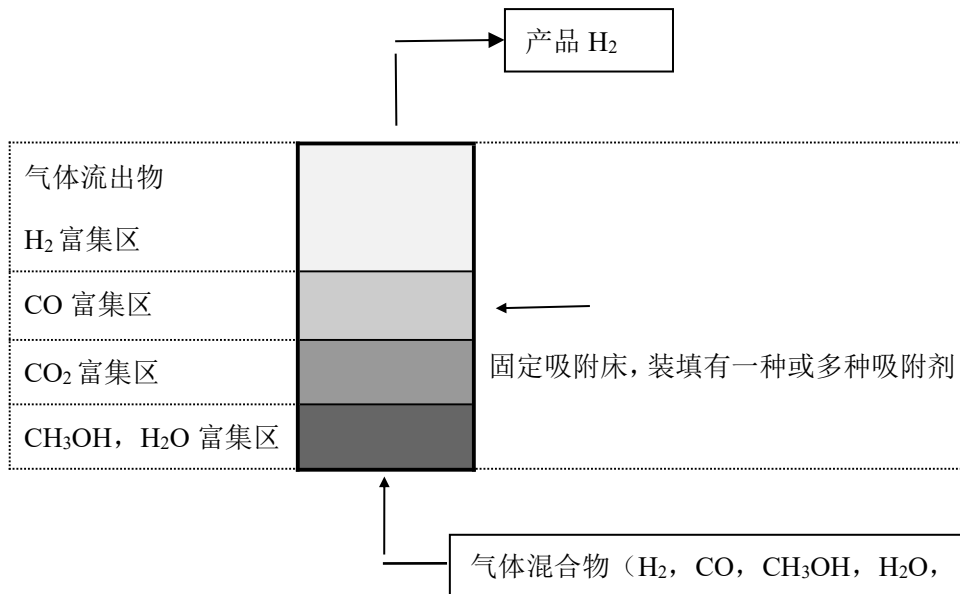 产品 H₂
气体流出物
H₂ 富集区
CO 富集区
CO₂ 富集区
固定吸附床，装填有一种或多种吸附剂
CH₃OH，H₂O 富集区
气体混合物（H₂，CO，CH₃OH，H₂O，